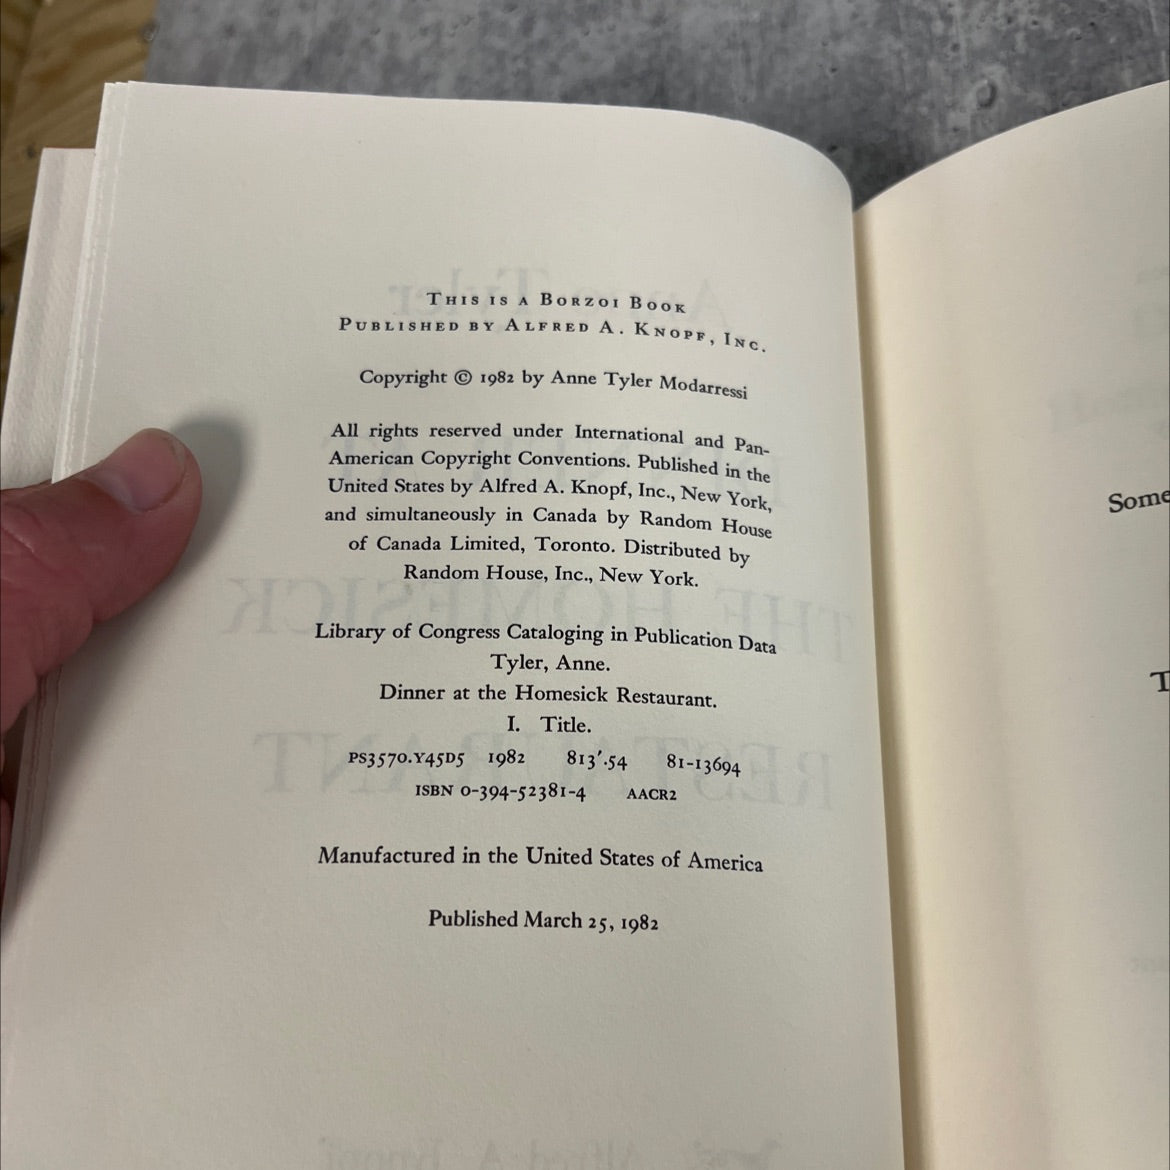 THIS IS A BORZOI BOOK
PUBLISHED BY ALFRED A. KNOPF, INC.
Copyright © 1982 by Anne Tyler Modarressi
All rights reserved under International and Pan-
American Copyright Conventions. Published in the
United States by Alfred A. Knopf, Inc., New York,
and simultaneously in Canada by Random House
of Canada Limited, Toronto. Distributed by
Random House, Inc., New York.
Library of Congress Cataloging in Publication Data
Tyler, Anne.
Dinner at the Homesick Restaurant.
I. Title.
PS3570.Y45D5 1982 813'.54 81-13694
ISBN 0-394-52381-4 AACR2
Manufactured in the United States of America
Published March 25, 1982
Some